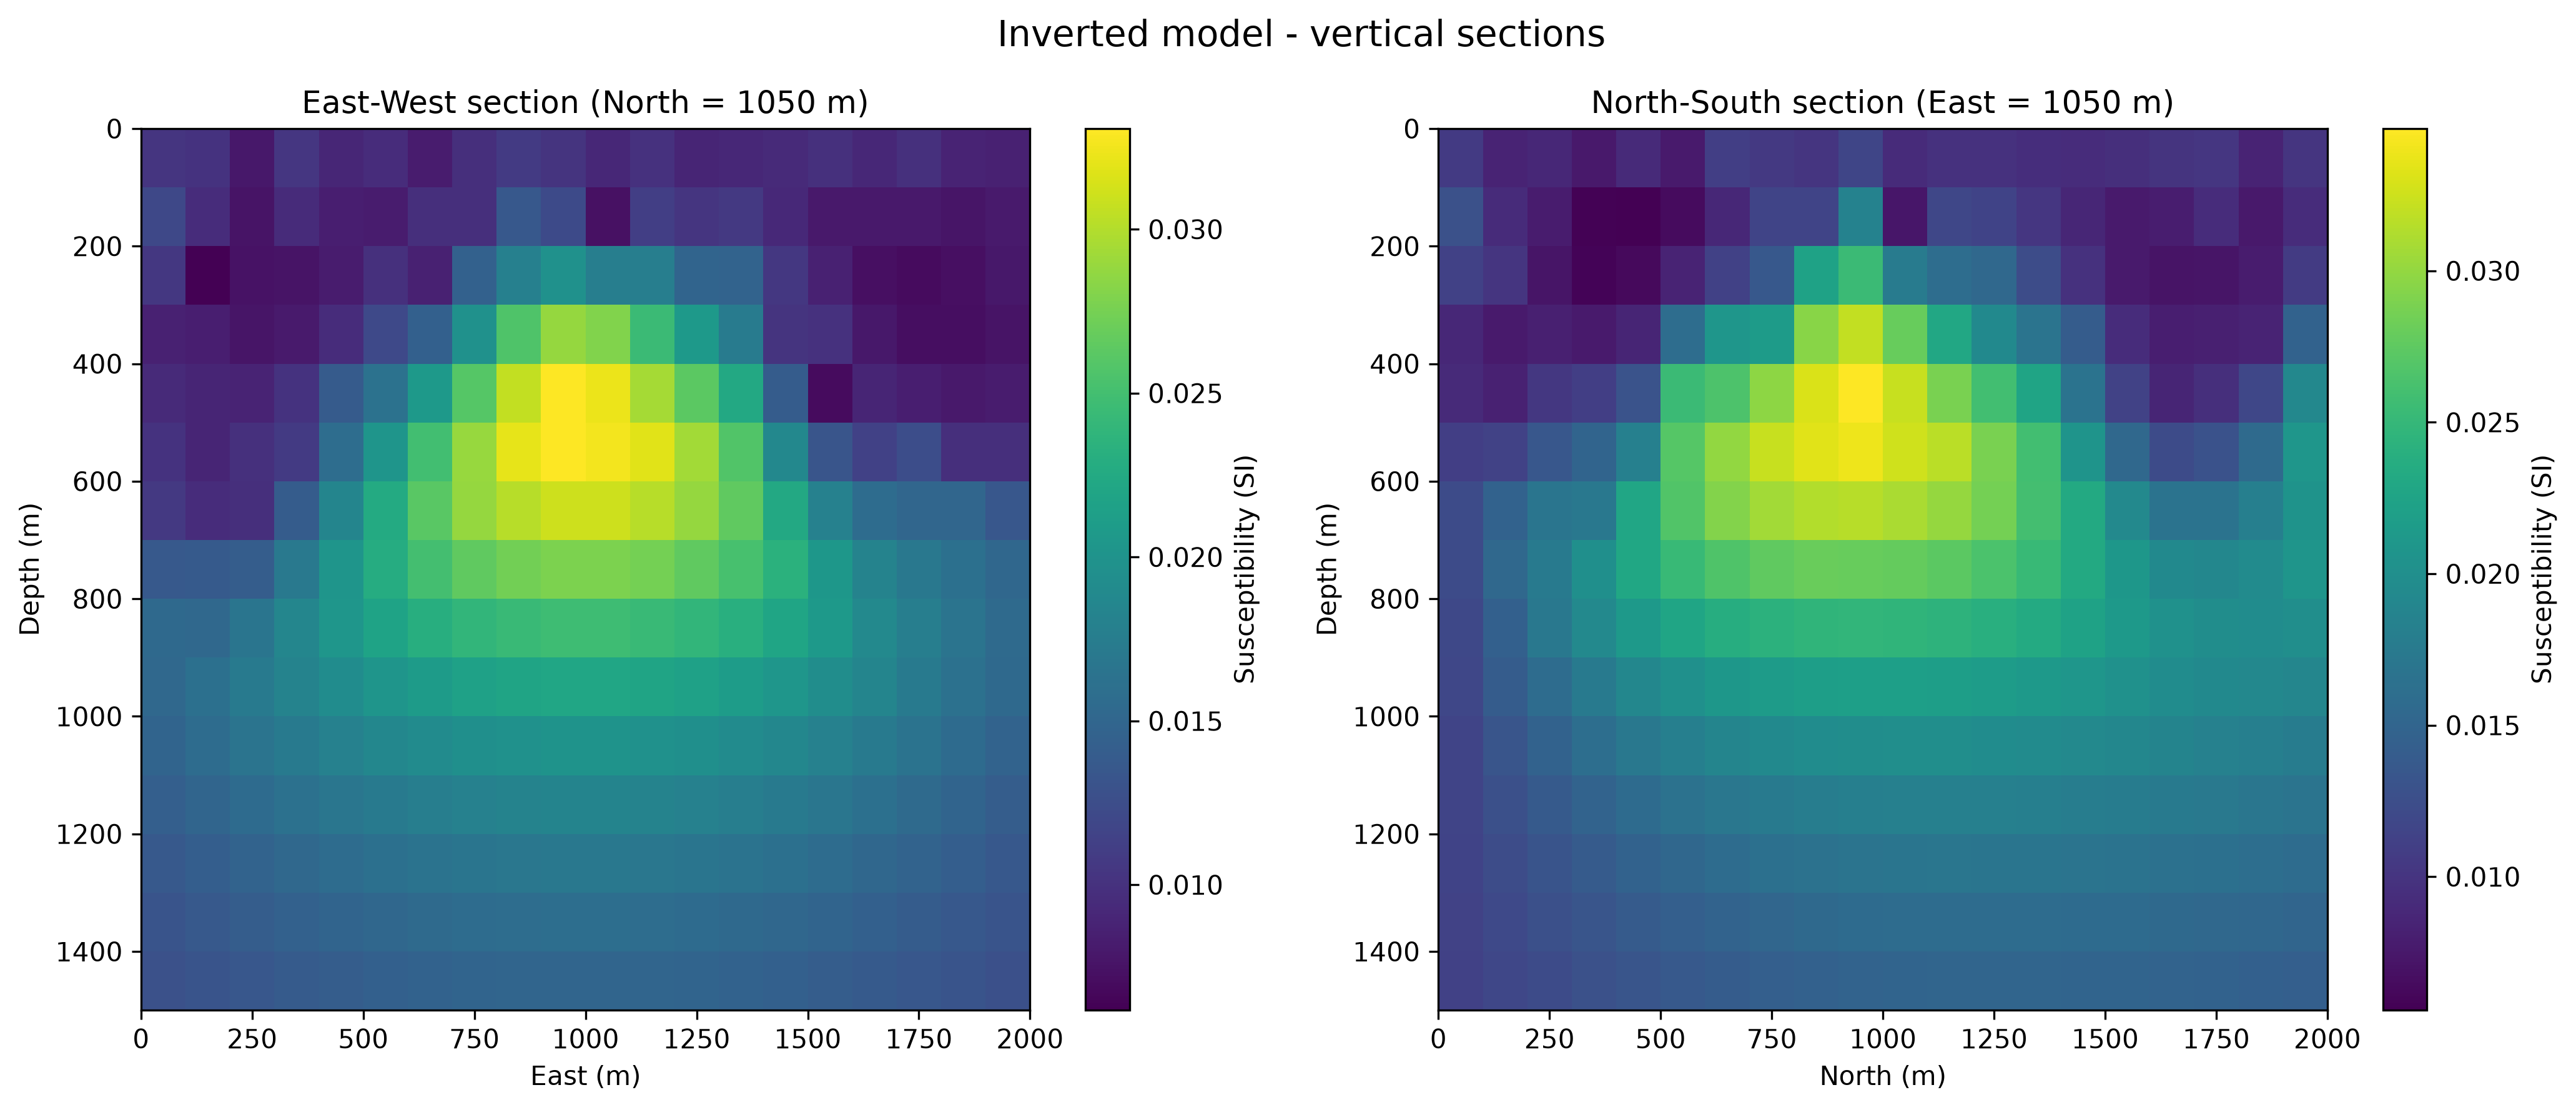 Inverted model - vertical sections
East-West section (North = 1050 m)
0
200
400
600
800
1000
1200
1400
Depth (m)
0 250 500 750 1000 1250 1500 1750 2000
East (m)
0.030
0.025
0.020
0.015
0.010
Susceptibility (SI)
North-South section (East = 1050 m)
0
200
400
600
800
1000
1200
1400
Depth (m)
0 250 500 750 1000 1250 1500 1750 2000
North (m)
0.030
0.025
0.020
0.015
0.010
Susceptibility (SI)